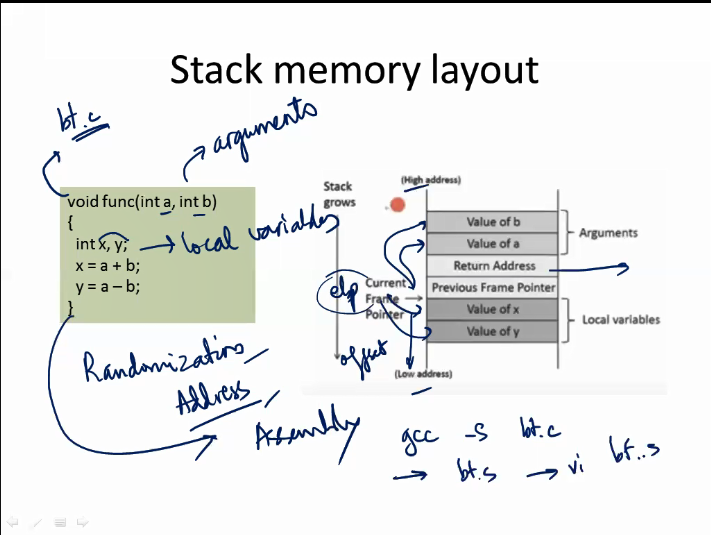 Stack memory layout
bt.c
arguments
void func(int a, int b)
{
int x, y;
x = a + b;
y = a – b;
}
local variables
Stack
grows
(High address)
Value of b
Value of a
Return Address
Previous Frame Pointer
Value of x
Value of y
Arguments
Local variables
Current
Frame
Pointer
ebp
offset
(Low address)
Randomization
Address
Assembly
gcc -S bt.c
bt.s vi bt..s